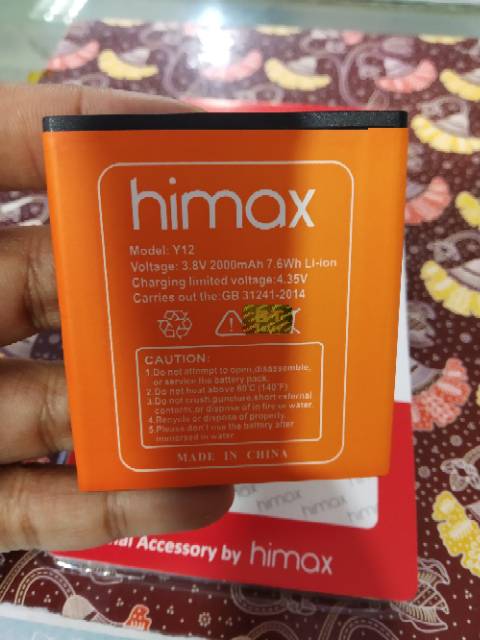 himax
Model: Y12
Voltage: 3.8V 2000mAh 7.6Wh Li-ion
Charging limited voltage:4.35V
Carries out the:GB 31241-2014
CAUTION:
1.Do not attempt to open,disassemble,
or service the battery pack.
2.Do not heat above 60°C (140°F)
3.Do not crush,puncture,short external
contents,or dispose of in fire or water.
4.Recycle or dispose of property.
5.Please don't use the battery after
immersed in water
MADE IN CHINA
himax
Accessory by himax